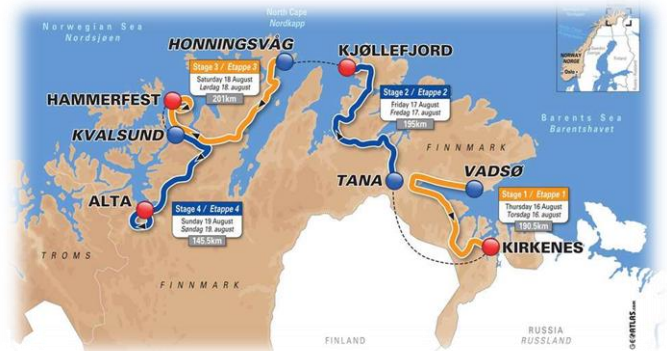 Norwegian Sea
Nordsjøen
North Cape
Nordkapp
HONNINGSVÅG
KJØLLEFJORD
NORWAY
NORGE
Oslo
Stage 3 / Etappe 3
Saturday 18 August
Lørdag 18. august
201km
HAMMERFEST
KVALSUND
Stage 2 / Etappe 2
Friday 17 August
Fredag 17. august
195km
Barents Sea
Barentshavet
FINNMARK
TANA
VADSØ
ALTA
Stage 4 / Etappe 4
Sunday 19 August
Søndag 19. august
145.5km
Stage 1 / Etappe 1
Thursday 16 August
Torsdag 16. august
190.5km
KIRKENES
TROMS
FINNMARK
FINLAND
RUSSIA
RUSSLAND